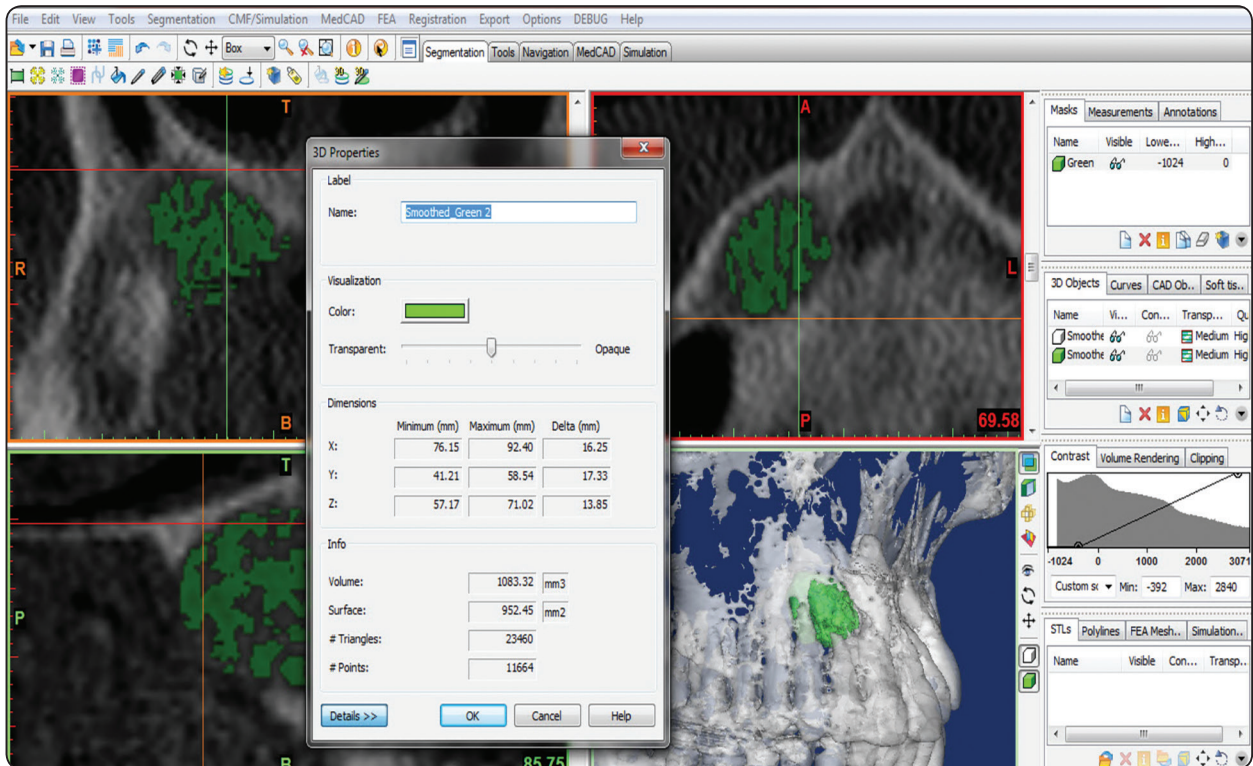 File Edit View Tools Segmentation CMF/Simulation MedCAD FEA Registration Export Options DEBUG Help
Box
Segmentation Tools Navigation MedCAD Simulation
T
R
B
A
L
P
69.58
T
P
B
85.75
3D Properties
X
Label
Name: Smoothed_Green 2
Visualization
Color:
Transparent: Opaque
Dimensions
Minimum (mm) Maximum (mm) Delta (mm)
X: 76.15 92.40 16.25
Y: 41.21 58.54 17.33
Z: 57.17 71.02 13.85
Info
Volume: 1083.32 mm3
Surface: 952.45 mm2
# Triangles: 23460
# Points: 11664
Details >> OK Cancel Help
Masks Measurements Annotations
Name Visible Lowe... High...
Green -1024 0
3D Objects Curves CAD Ob.. Soft tis..
Name Vi... Con... Transp... Qu
Smoothe Medium Hig
Smoothe Medium Hig
Contrast Volume Rendering Clipping
-1024 0 1000 2000 3071
Custom sc Min: -392 Max: 2840
STLs Polylines FEA Mesh.. Simulation..
Name Visible Con... Transp..